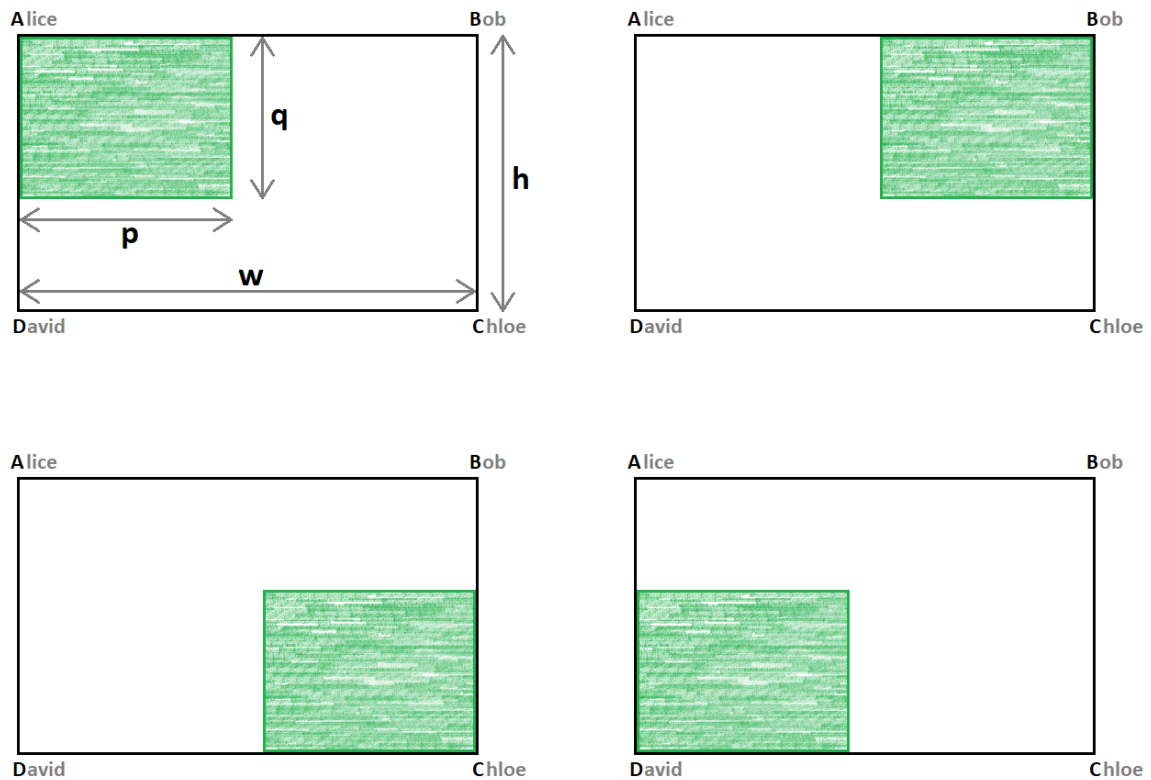 Alice Bob Alice Bob
q
h
p
w
David Chloe David Chloe
Alice Bob Alice Bob
David Chloe David Chloe